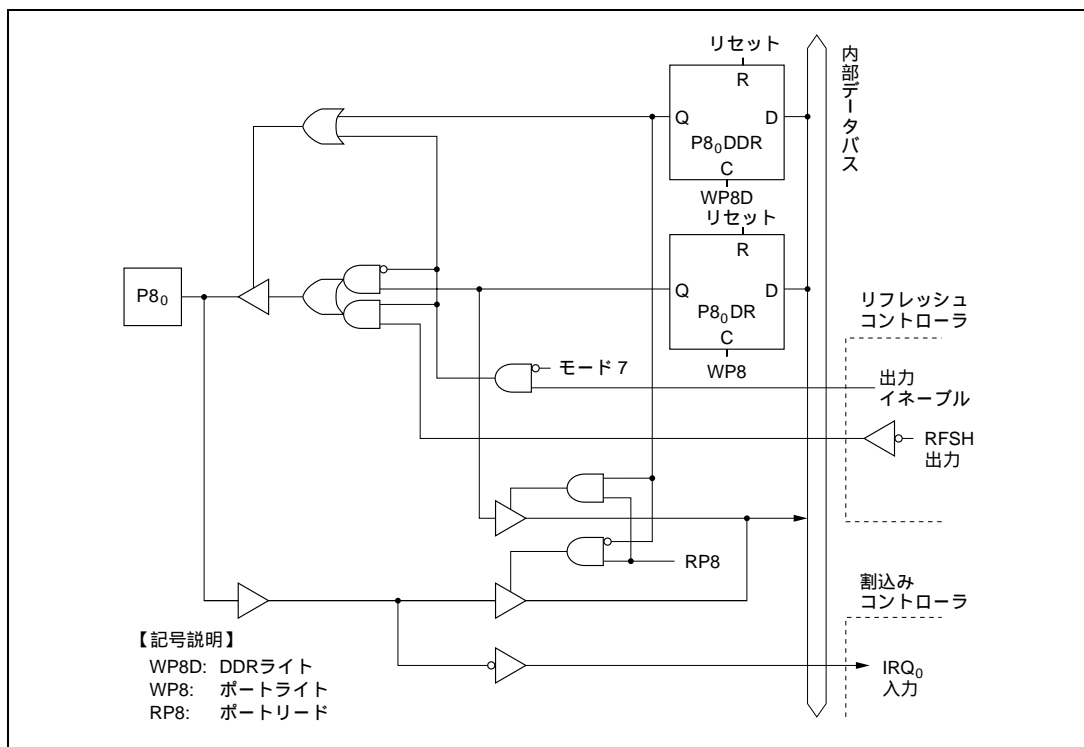 リセット
R
Q
D
P8₀DDR
C
WP8D
内部データバス
リセット
R
Q
D
P8₀DR
C
WP8
P8₀
モード 7
リフレッシュ
コントローラ
出力
イネーブル
RFSH
出力
RP8
割込み
コントローラ
IRQ₀
入力
【記号説明】
WP8D: DDRライト
WP8: ポートライト
RP8: ポートリード